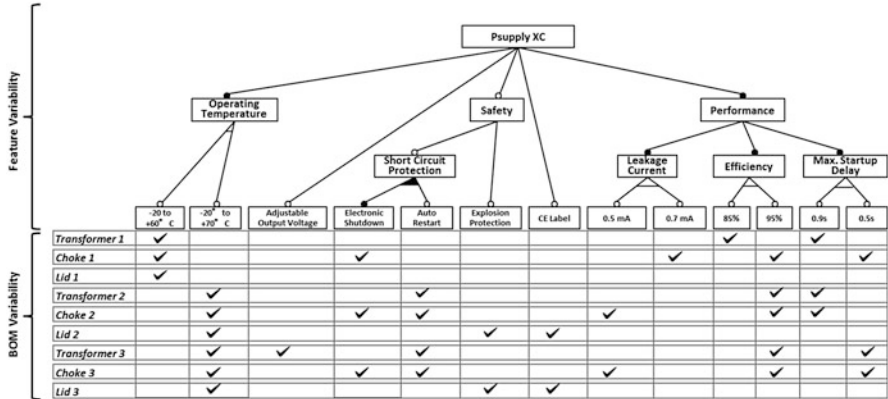 Psupply XC
Feature Variability
Operating
Temperature
Safety
Performance
Short Circuit
Protection
Leakage
Current
Efficiency
Max. Startup
Delay
-20 to
+60° C
-20° to
+70° C
Adjustable
Output Voltage
Electronic
Shutdown
Auto
Restart
Explosion
Protection
CE Label
0.5 mA
0.7 mA
85%
95%
0.9s
0.5s
BOM Variability
Transformer 1
Choke 1
Lid 1
Transformer 2
Choke 2
Lid 2
Transformer 3
Choke 3
Lid 3